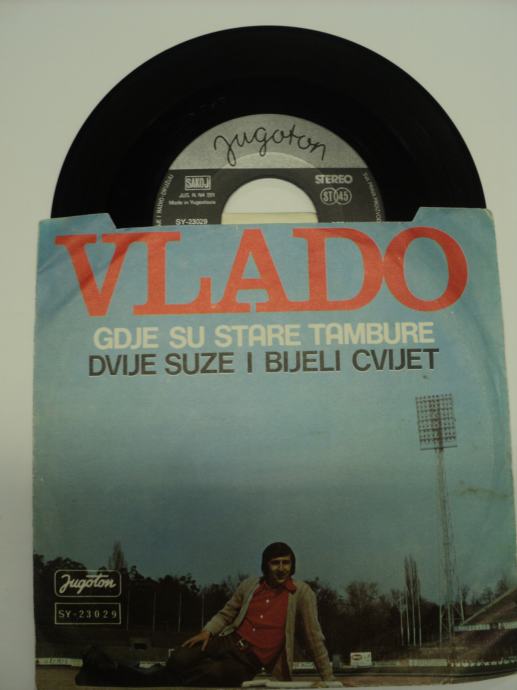 Jugoton
SAKOJ
STEREO
Made in Yugoslavia
ST 45
SY-23029
VLADO
GDJE SU STARE TAMBURE
DVIJE SUZE I BIJELI CVIJET
Jugoton
SY-23029